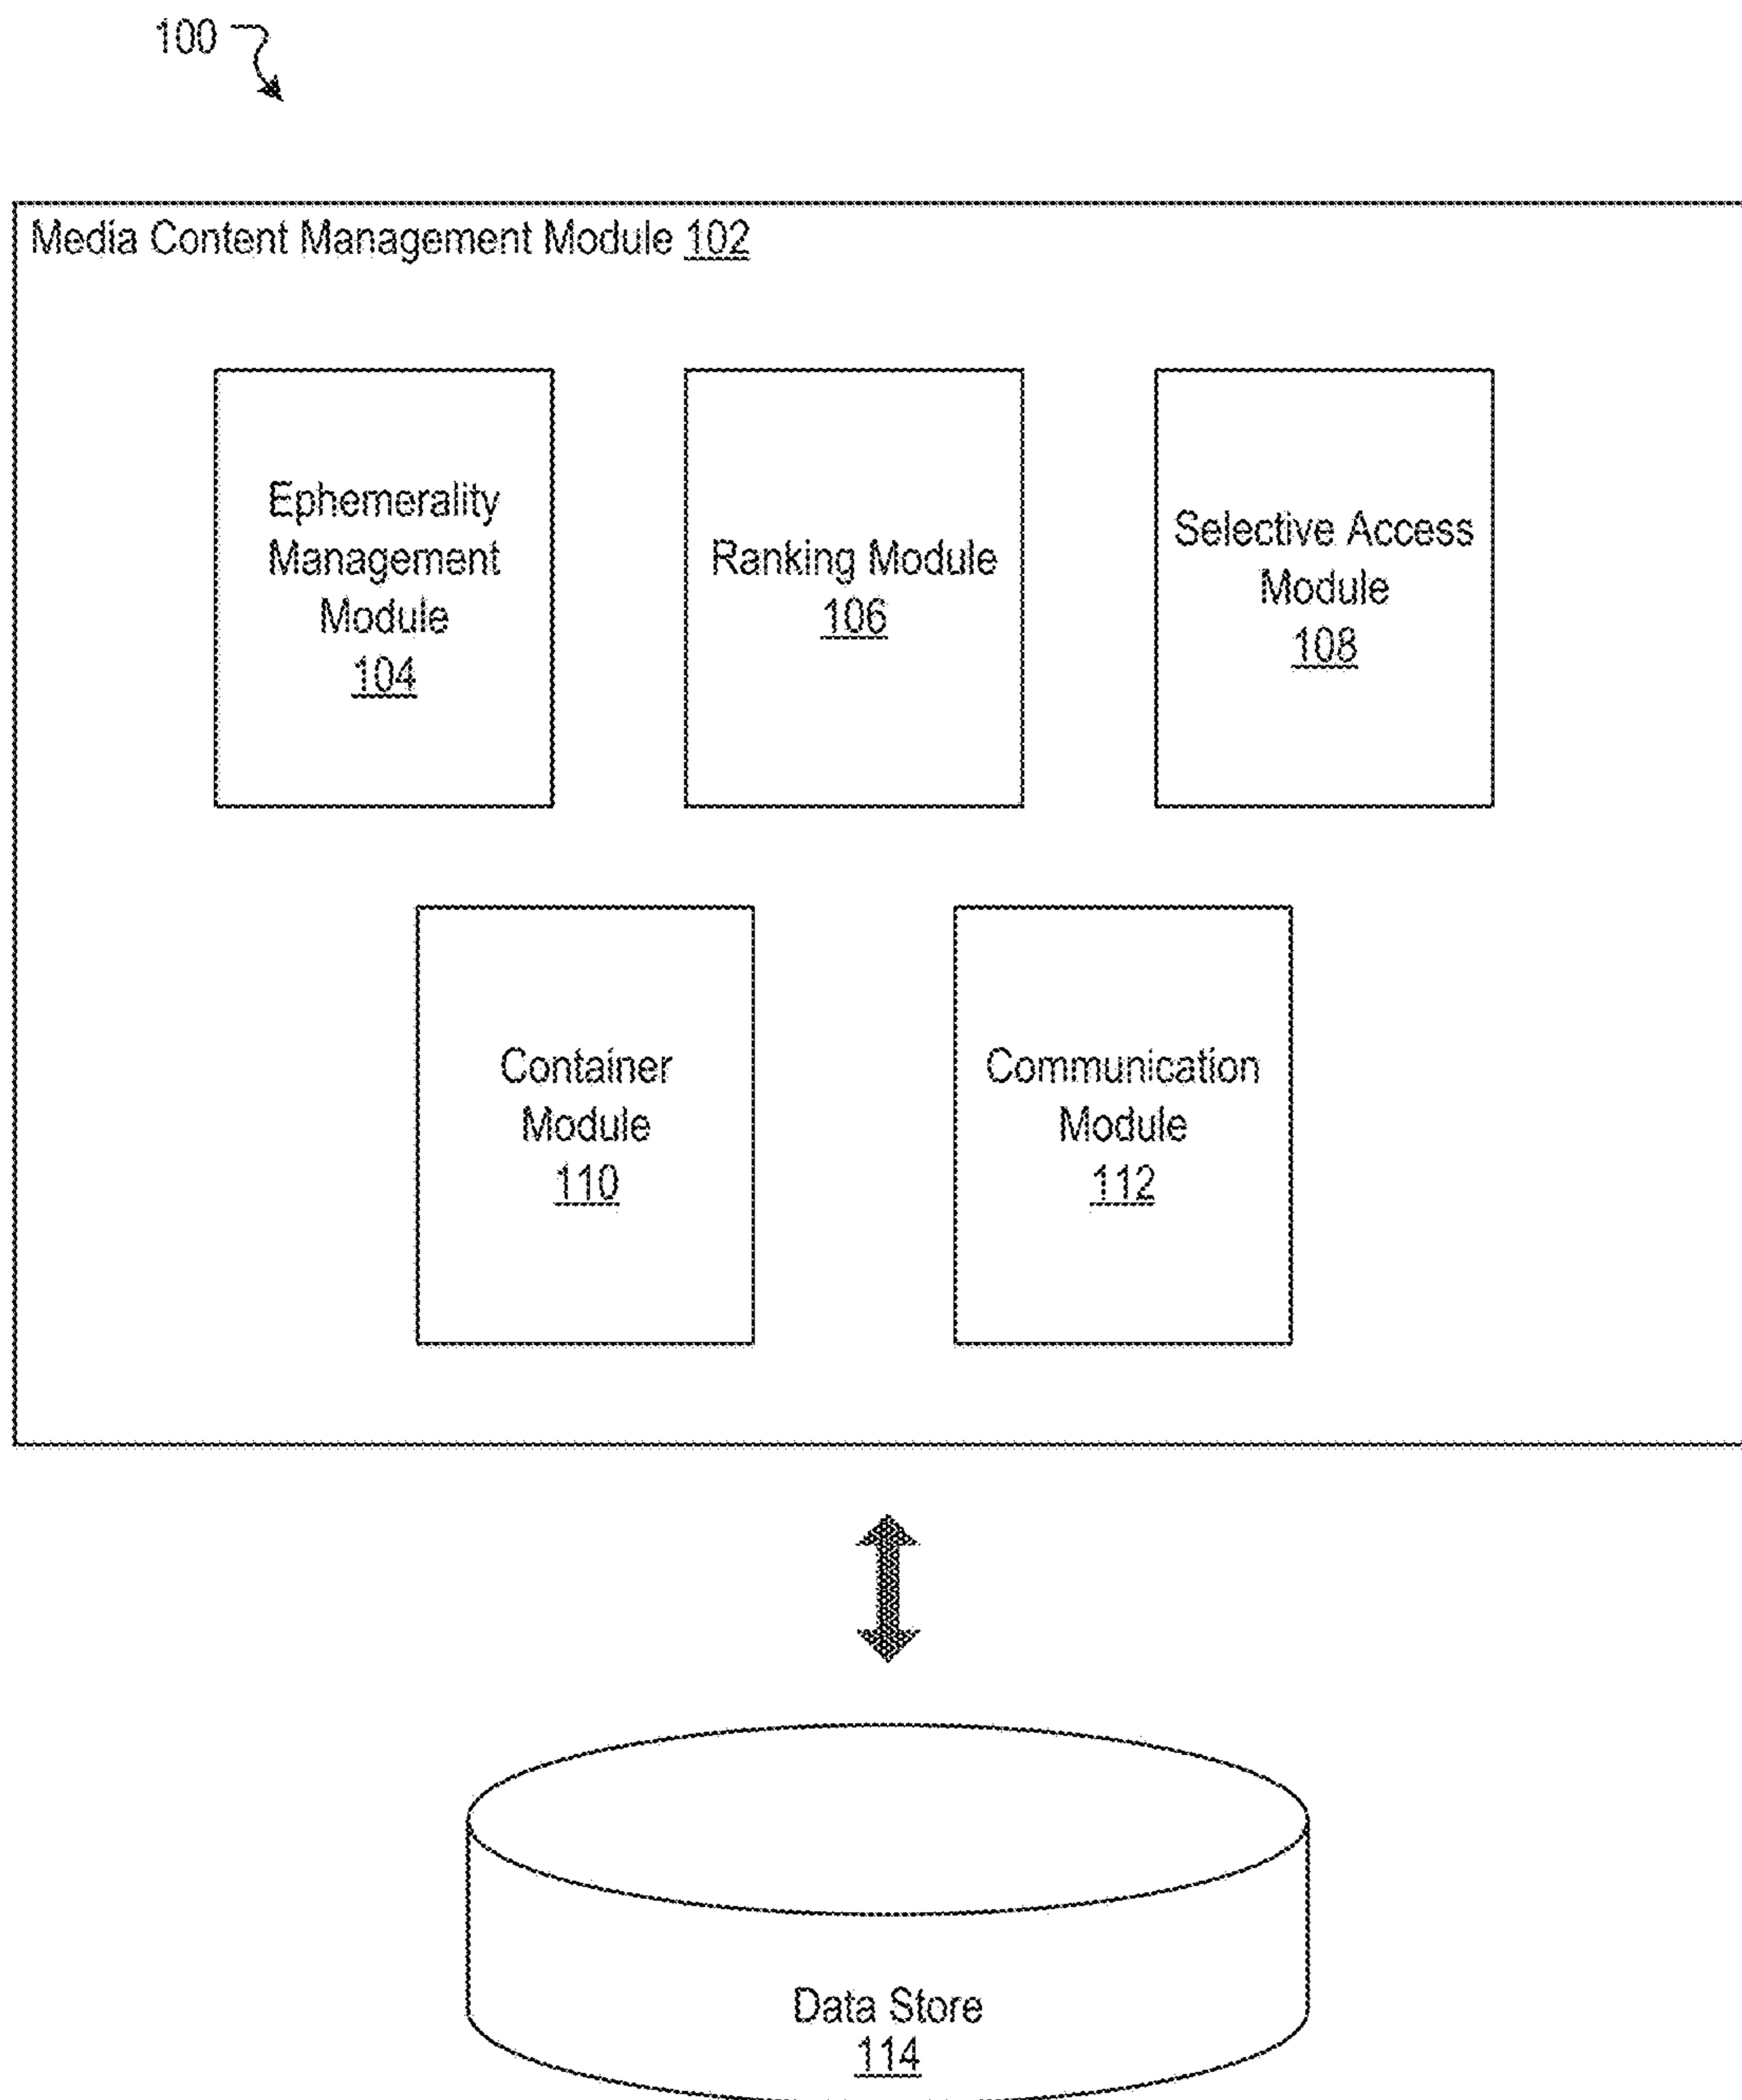 100
Media Content Management Module 102
Ephemerality
Management
Module
104
Ranking Module
106
Selective Access
Module
108
Container
Module
110
Communication
Module
112
Data Store
114